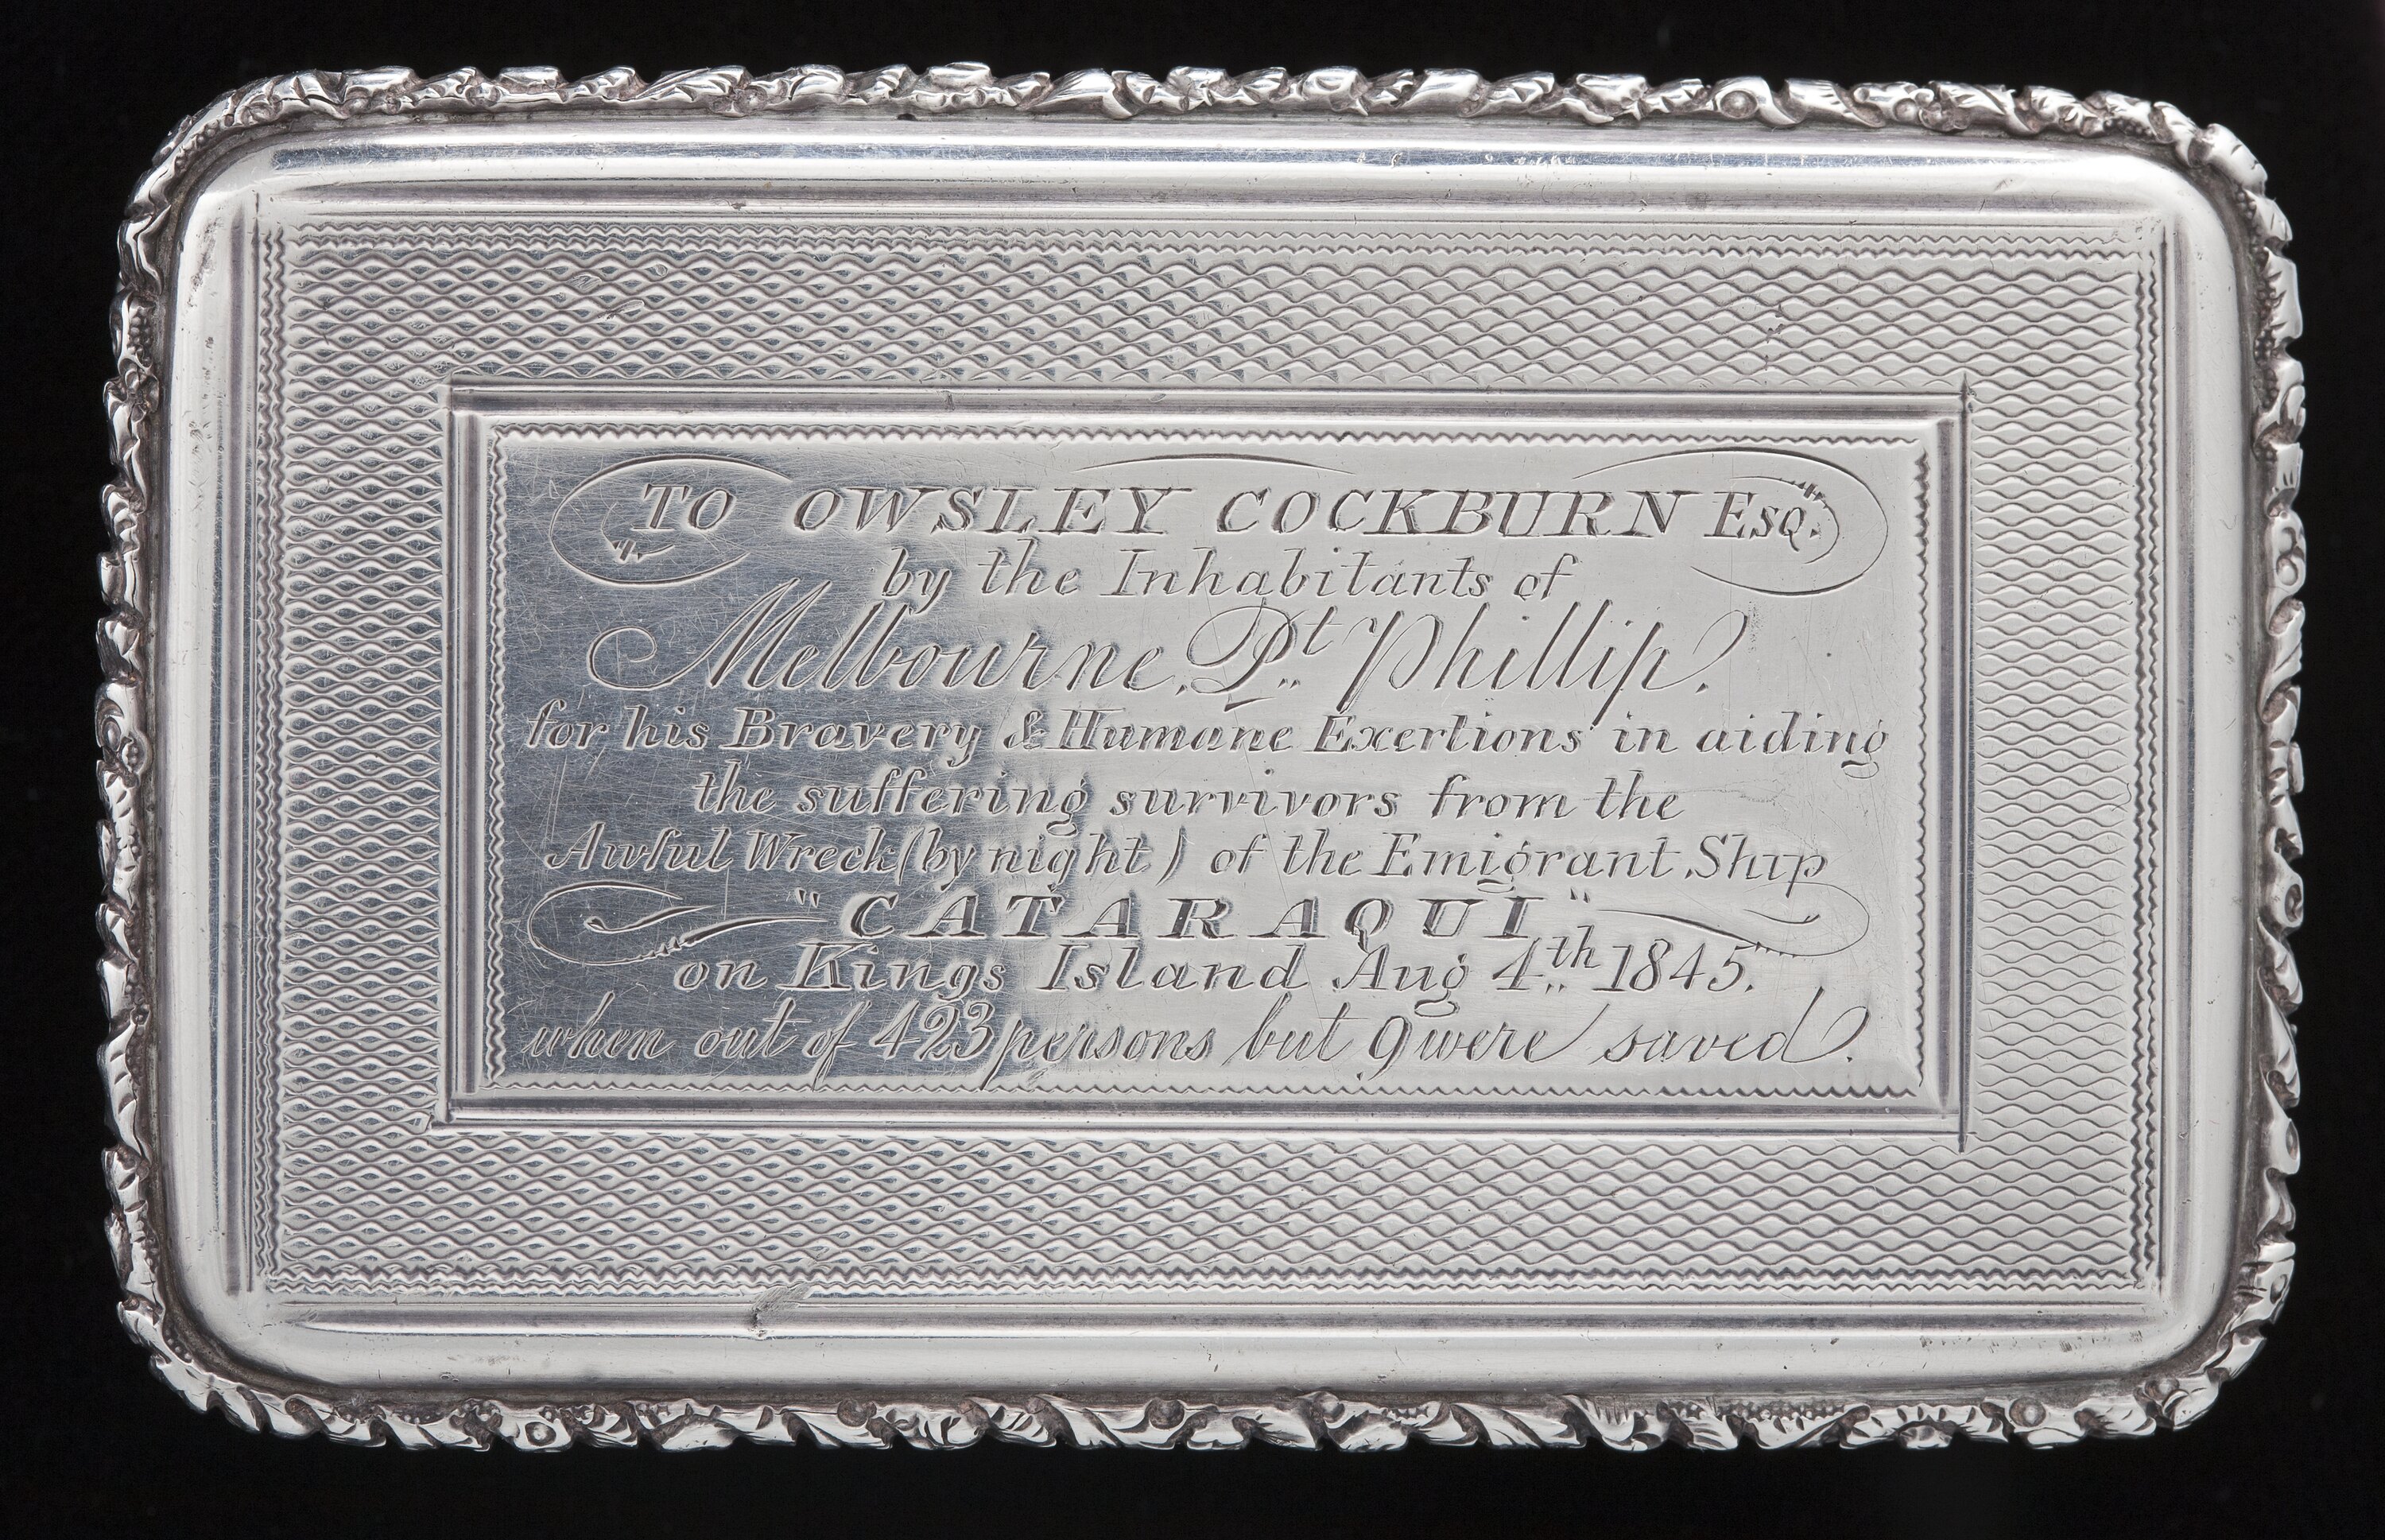 TO OWSLEY COCKBURN ESQ.
by the Inhabitants of
Melbourne, Pt Phillip.
for his Bravery & Humane Exertions in aiding
the suffering survivors from the
Awful Wreck (by night) of the Emigrant Ship
"CATARAQUI"
on Kings Island Aug 4th 1845.
when out of 423 persons but 9 were saved.